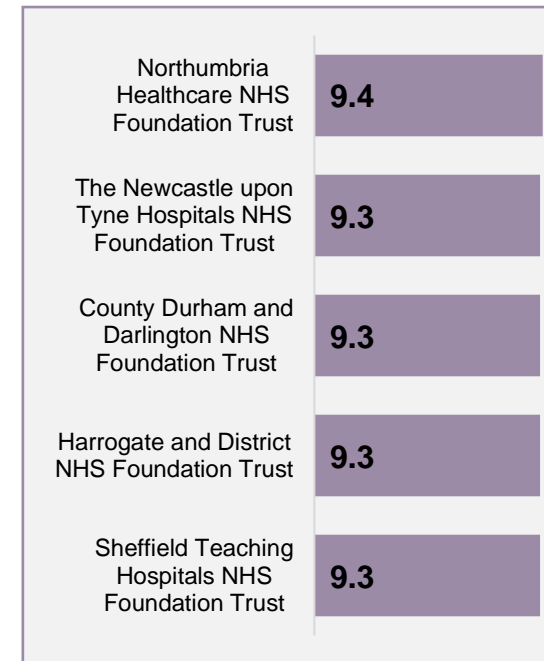 Northumbria
Healthcare NHS
Foundation Trust
9.4
The Newcastle upon
Tyne Hospitals NHS
Foundation Trust
9.3
County Durham and
Darlington NHS
Foundation Trust
9.3
Harrogate and District
NHS Foundation Trust
9.3
Sheffield Teaching
Hospitals NHS
Foundation Trust
9.3